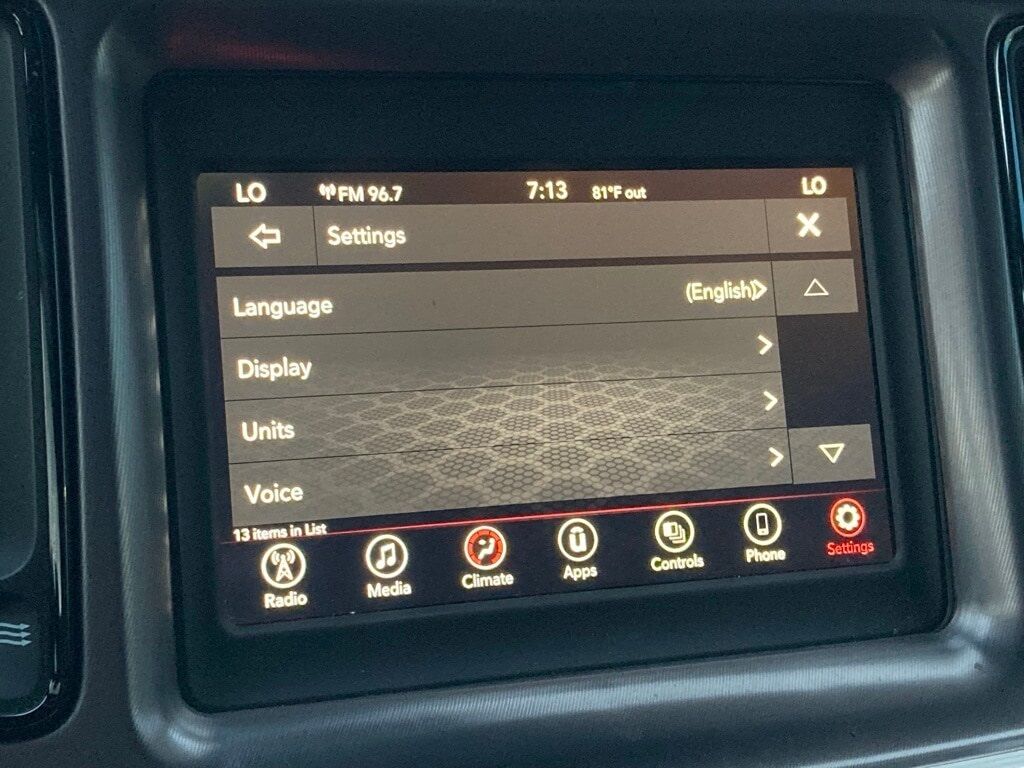 LO FM 96.7 7:13 81°F out LO
Settings
Language (English)
Display
Units
Voice
13 items in List
Radio Media Climate Apps Controls Phone Settings